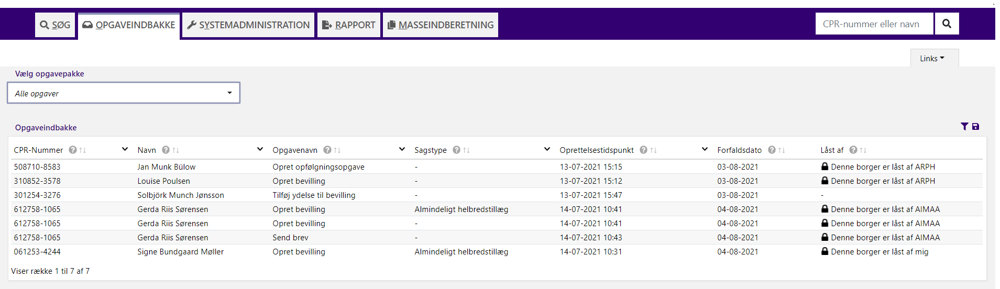 SØG OPGAVEINDBAKKE SYSTEMADMINISTRATION RAPPORT MASSEINDBERETNING CPR-nummer eller navn
Links
Vælg opgavepakke
Alle opgaver
Opgaveindbakke
CPR-Nummer Navn Opgavenavn Sagstype Oprettelsestidspunkt Forfaldsdato Låst af
508710-8583 Jan Munk Bülow Opret opfølgningsopgave - 13-07-2021 15:15 03-08-2021 Denne borger er låst af ARPH
310852-3578 Louise Poulsen Opret bevilling - 13-07-2021 15:12 03-08-2021 Denne borger er låst af ARPH
301254-3276 Solbjörk Munch Jønsson Tilføj ydelse til bevilling - 13-07-2021 15:47 03-08-2021 -
612758-1065 Gerda Riis Sørensen Opret bevilling Almindeligt helbredstillæg 14-07-2021 10:41 04-08-2021 Denne borger er låst af AIMAA
612758-1065 Gerda Riis Sørensen Opret bevilling - 14-07-2021 10:41 04-08-2021 Denne borger er låst af AIMAA
612758-1065 Gerda Riis Sørensen Send brev - 14-07-2021 10:43 04-08-2021 Denne borger er låst af AIMAA
061253-4244 Signe Bundgaard Møller Opret bevilling Almindeligt helbredstillæg 14-07-2021 10:31 04-08-2021 Denne borger er låst af mig
Viser række 1 til 7 af 7